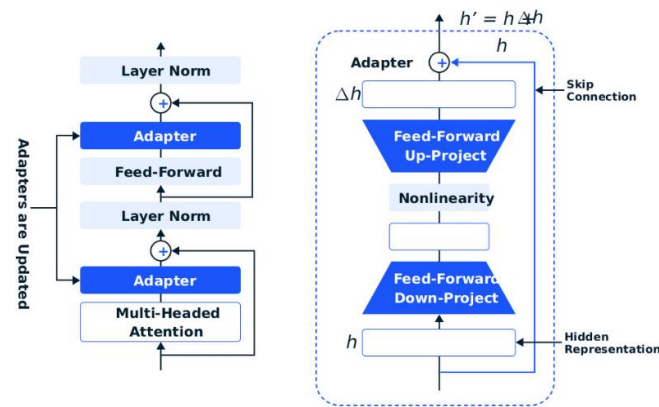 Layer Norm
+
Adapter
Feed-Forward
Layer Norm
+
Adapter
Multi-Headed
Attention
Adapters are Updated
h' = h + Δh
h
Adapter
+
Δh
Skip
Connection
Feed-Forward
Up-Project
Nonlinearity
Feed-Forward
Down-Project
h
Hidden
Representation